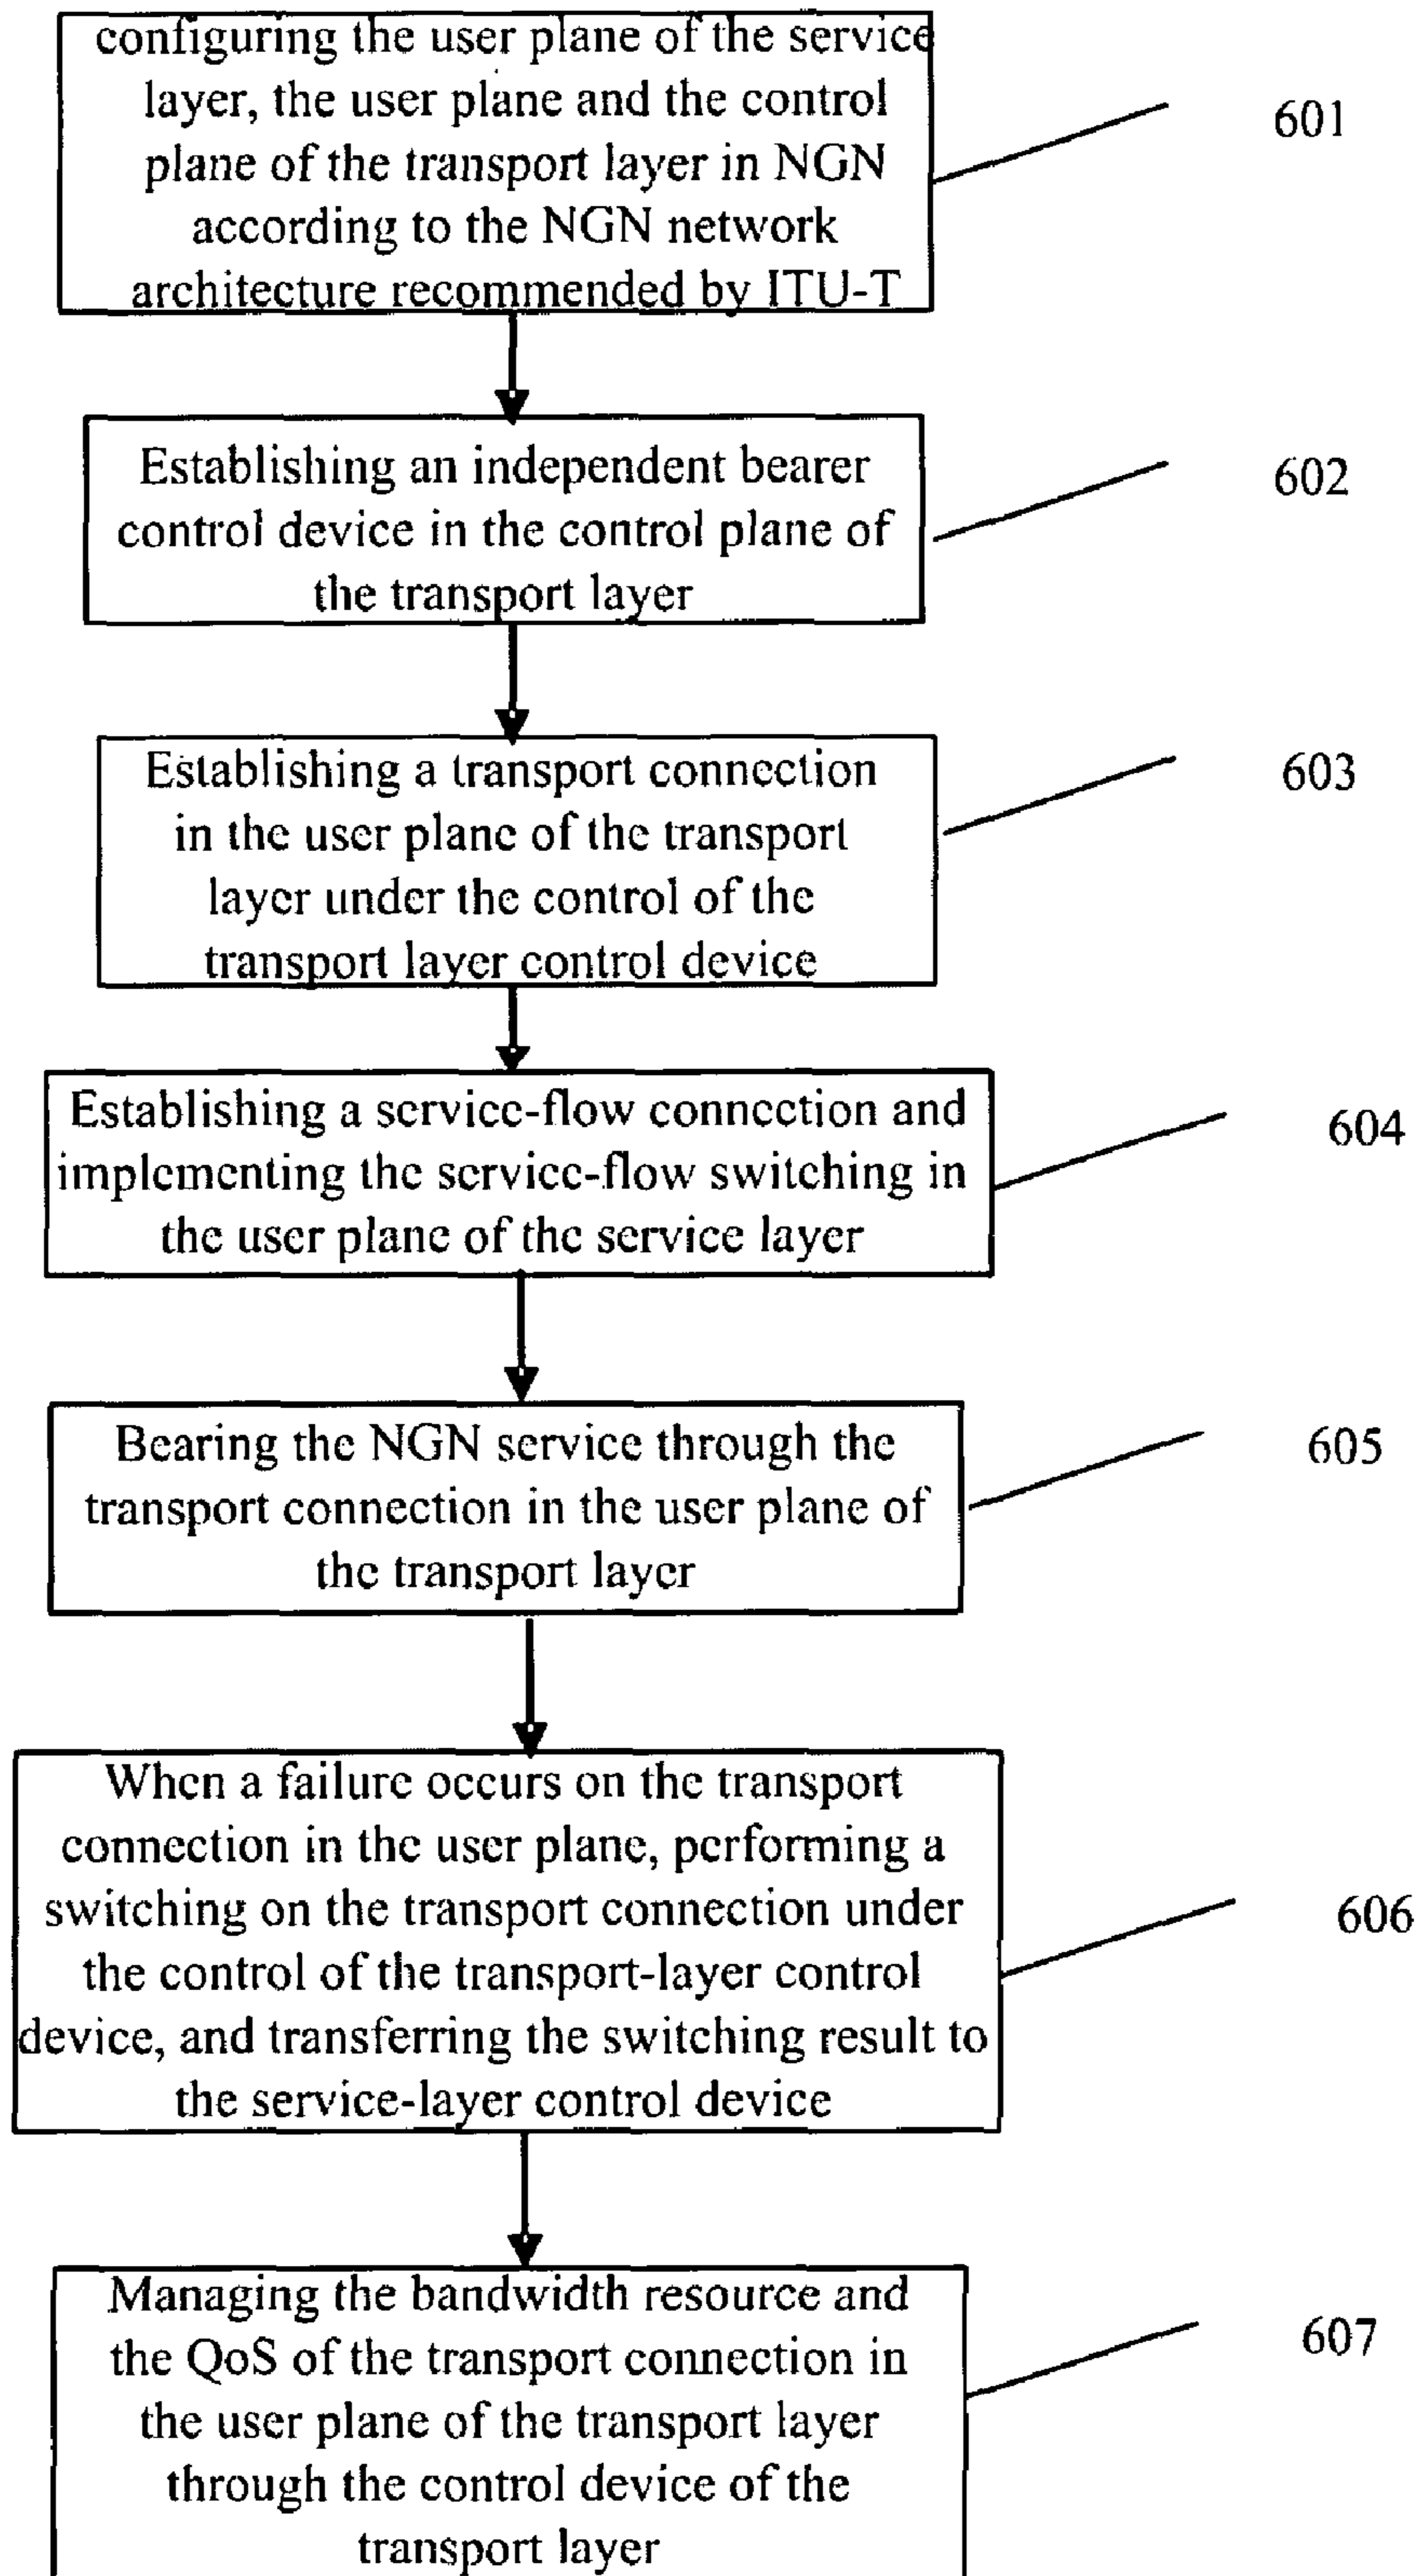 configuring the user plane of the service
layer, the user plane and the control
plane of the transport layer in NGN
according to the NGN network
architecture recommended by ITU-T
601
Establishing an independent bearer
control device in the control plane of
the transport layer
602
Establishing a transport connection
in the user plane of the transport
layer under the control of the
transport layer control device
603
Establishing a service-flow connection and
implementing the service-flow switching in
the user plane of the service layer
604
Bearing the NGN service through the
transport connection in the user plane of
the transport layer
605
When a failure occurs on the transport
connection in the user plane, performing a
switching on the transport connection under
the control of the transport-layer control
device, and transferring the switching result to
the service-layer control device
606
Managing the bandwidth resource and
the QoS of the transport connection in
the user plane of the transport layer
through the control device of the
transport layer
607